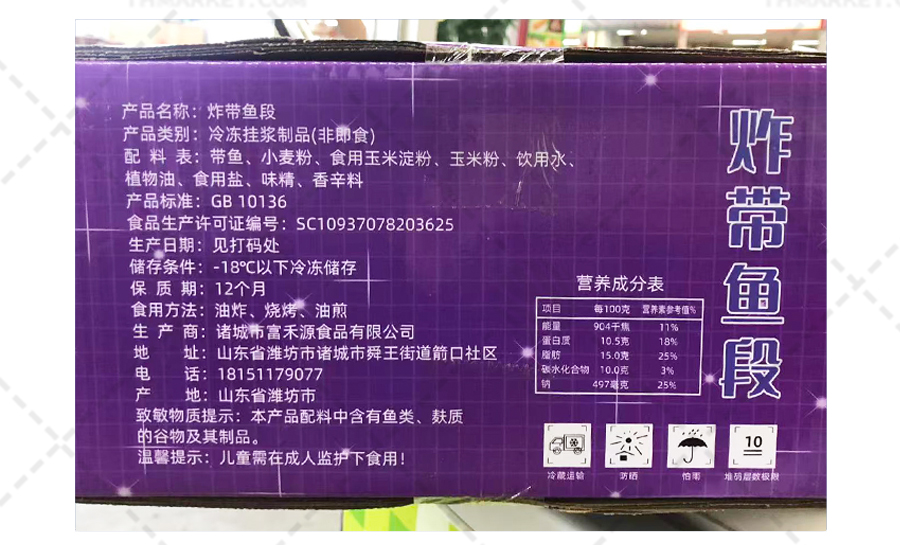 产品名称：炸带鱼段
产品类别：冷冻挂浆制品(非即食)
配 料 表：带鱼、小麦粉、食用玉米淀粉、玉米粉、饮用水、
植物油、食用盐、味精、香辛料
产品标准：GB 10136
食品生产许可证编号：SC10937078203625
生产日期：见打码处
储存条件：-18℃以下冷冻储存
保 质 期：12个月
食用方法：油炸、烧烤、油煎
生 产 商：诸城市富禾源食品有限公司
地 址：山东省潍坊市诸城市舜王街道箭口社区
电 话：18151179077
产 地：山东省潍坊市
致敏物质提示：本产品配料中含有鱼类、麸质
的谷物及其制品。
温馨提示：儿童需在成人监护下食用！
炸带鱼段
营养成分表
项目 每100克 营养素参考值%
能量 904千焦 11%
蛋白质 10.5克 18%
脂肪 15.0克 25%
碳水化合物 10.0克 3%
钠 497毫克 25%
10
冷藏运输 防晒 怕雨 堆码层数极限